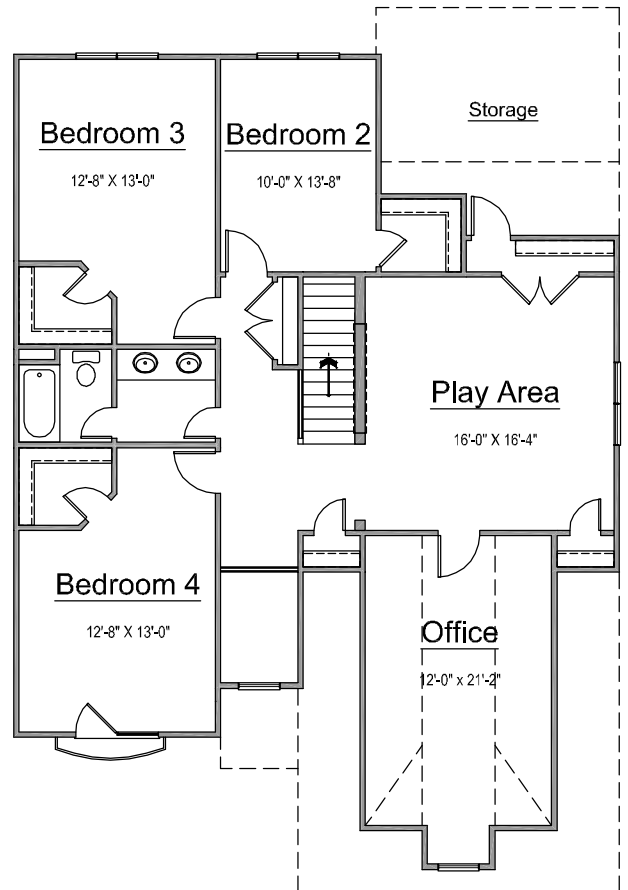 Storage
Bedroom 3
12'-8" X 13'-0"
Bedroom 2
10'-0" X 13'-8"
Play Area
16'-0" X 16'-4"
Bedroom 4
12'-8" X 13'-0"
Office
12'-0" x 21'-2"